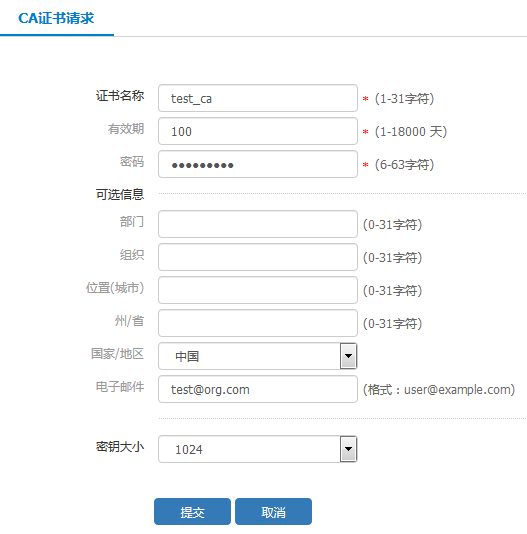 CA证书请求
证书名称 test_ca * (1-31字符)
有效期 100 * (1-18000 天)
密码 ●●●●●●●●● * (6-63字符)
可选信息
部门 (0-31字符)
组织 (0-31字符)
位置(城市) (0-31字符)
州/省 (0-31字符)
国家/地区 中国
电子邮件 test@org.com (格式：user@example.com)
密钥大小 1024
提交 取消